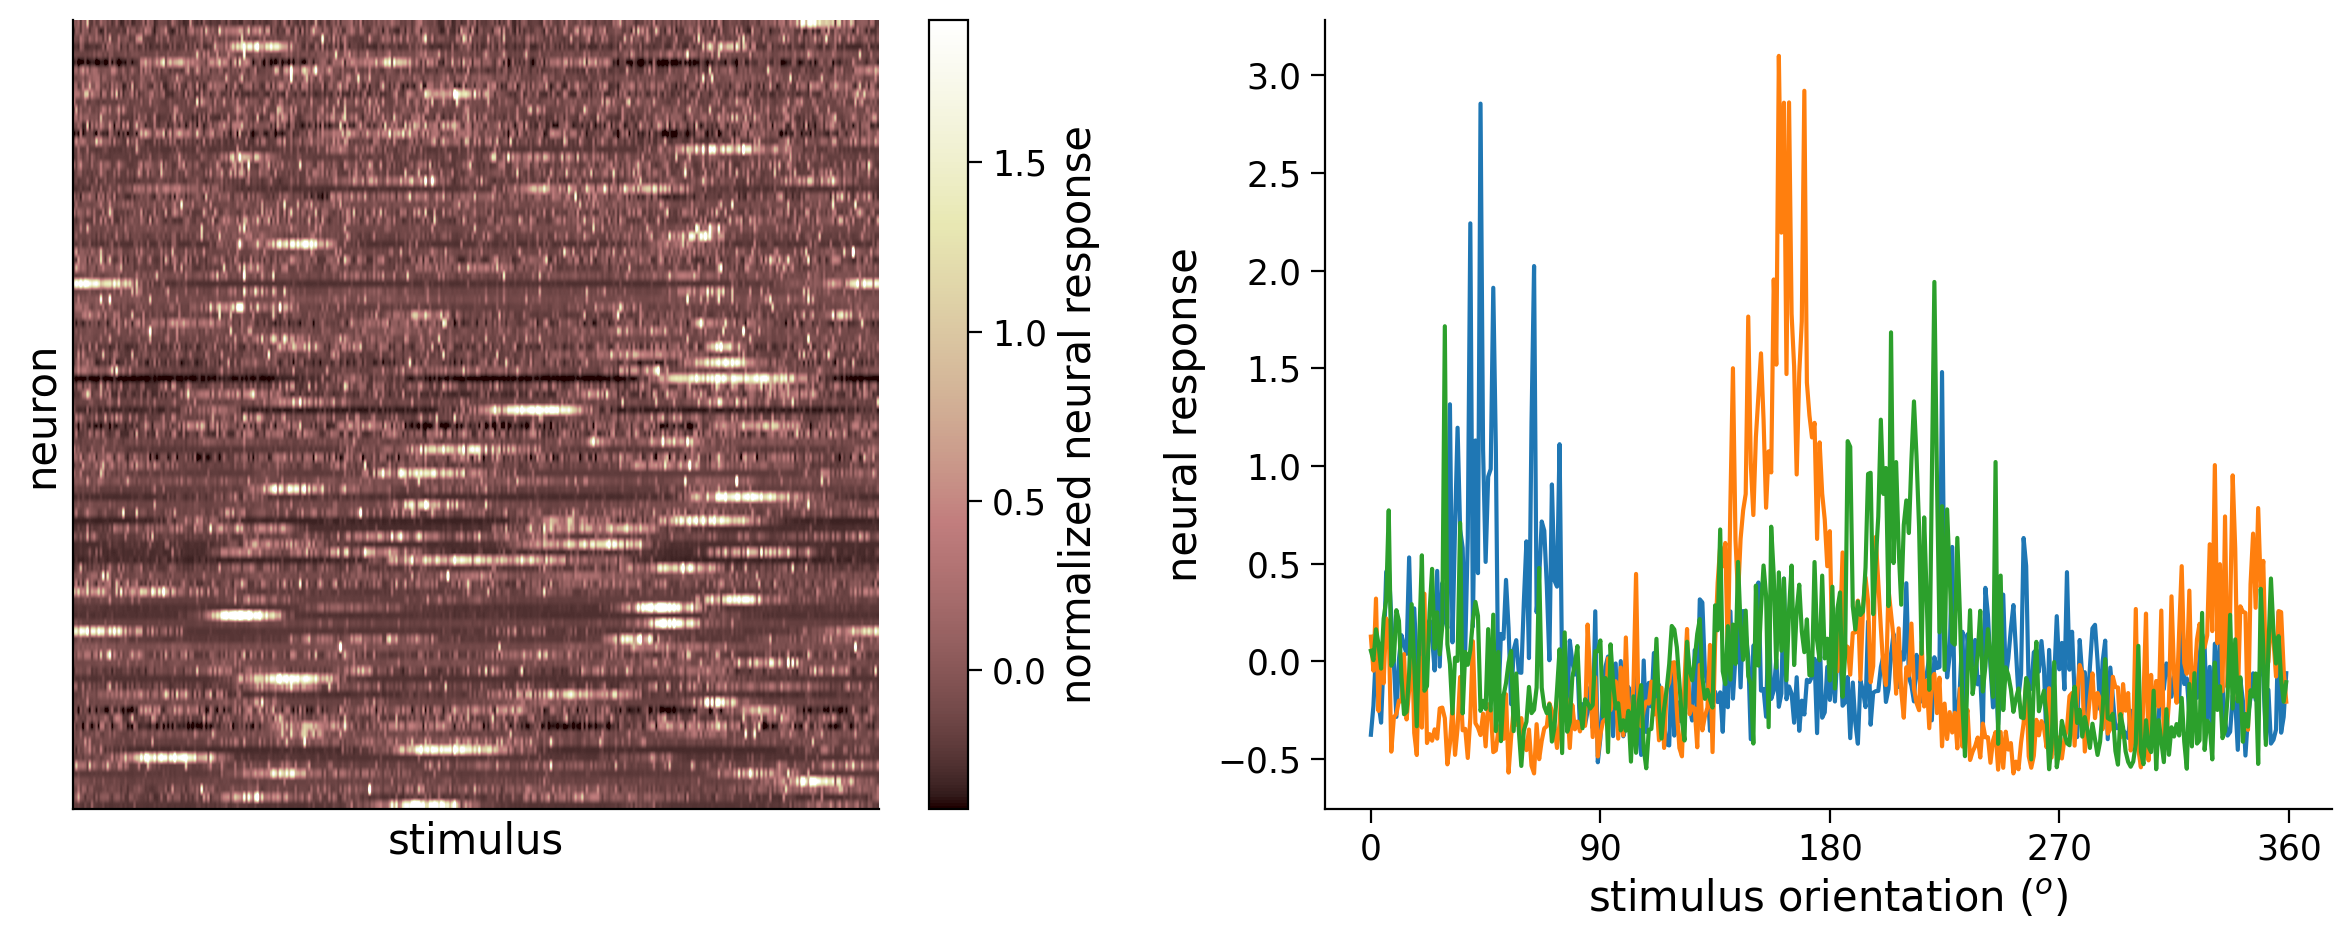 neuron
stimulus
1.5
1.0
0.5
0.0
normalized neural response
neural response
3.0
2.5
2.0
1.5
1.0
0.5
0.0
−0.5
0 90 180 270 360
stimulus orientation (o)